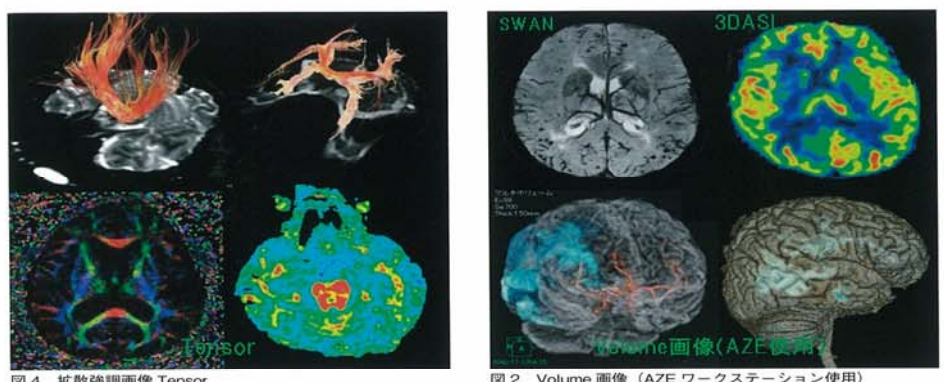 Tensor
図4 拡散強調画像 Tensor
SWAN
3DASL
Volume画像(AZE使用)
図2 Volume 画像（AZE ワークステーション使用）